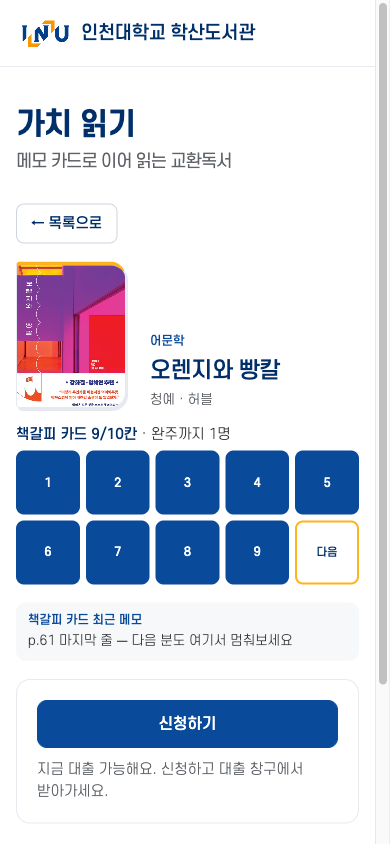 INU 인천대학교 학산도서관
가치 읽기
메모 카드로 이어 읽는 교환독서
← 목록으로
오렌지와 빵칼
어문학
오렌지와 빵칼
청예 · 허블
책갈피 카드 9/10칸 · 완주까지 1명
1 2 3 4 5
6 7 8 9 다음
책갈피 카드 최근 메모
p.61 마지막 줄 — 다음 분도 여기서 멈춰보세요
신청하기
지금 대출 가능해요. 신청하고 대출 창구에서
받아가세요.